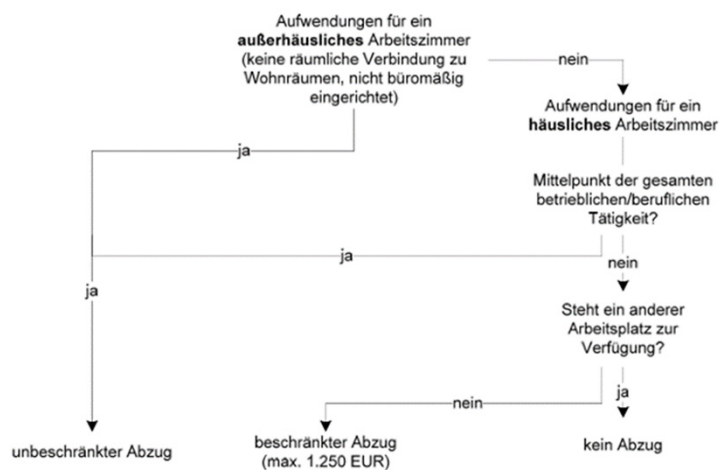 Aufwendungen für ein
außerhäusliches Arbeitszimmer
(keine räumliche Verbindung zu
Wohnräumen, nicht büromäßig
eingerichtet)
nein
Aufwendungen für ein
häusliches Arbeitszimmer
ja
Mittelpunkt der gesamten
betrieblichen/beruflichen
Tätigkeit?
ja
nein
ja
Steht ein anderer
Arbeitsplatz zur
Verfügung?
ja
nein
unbeschränkter Abzug
beschränkter Abzug
(max. 1.250 EUR)
kein Abzug